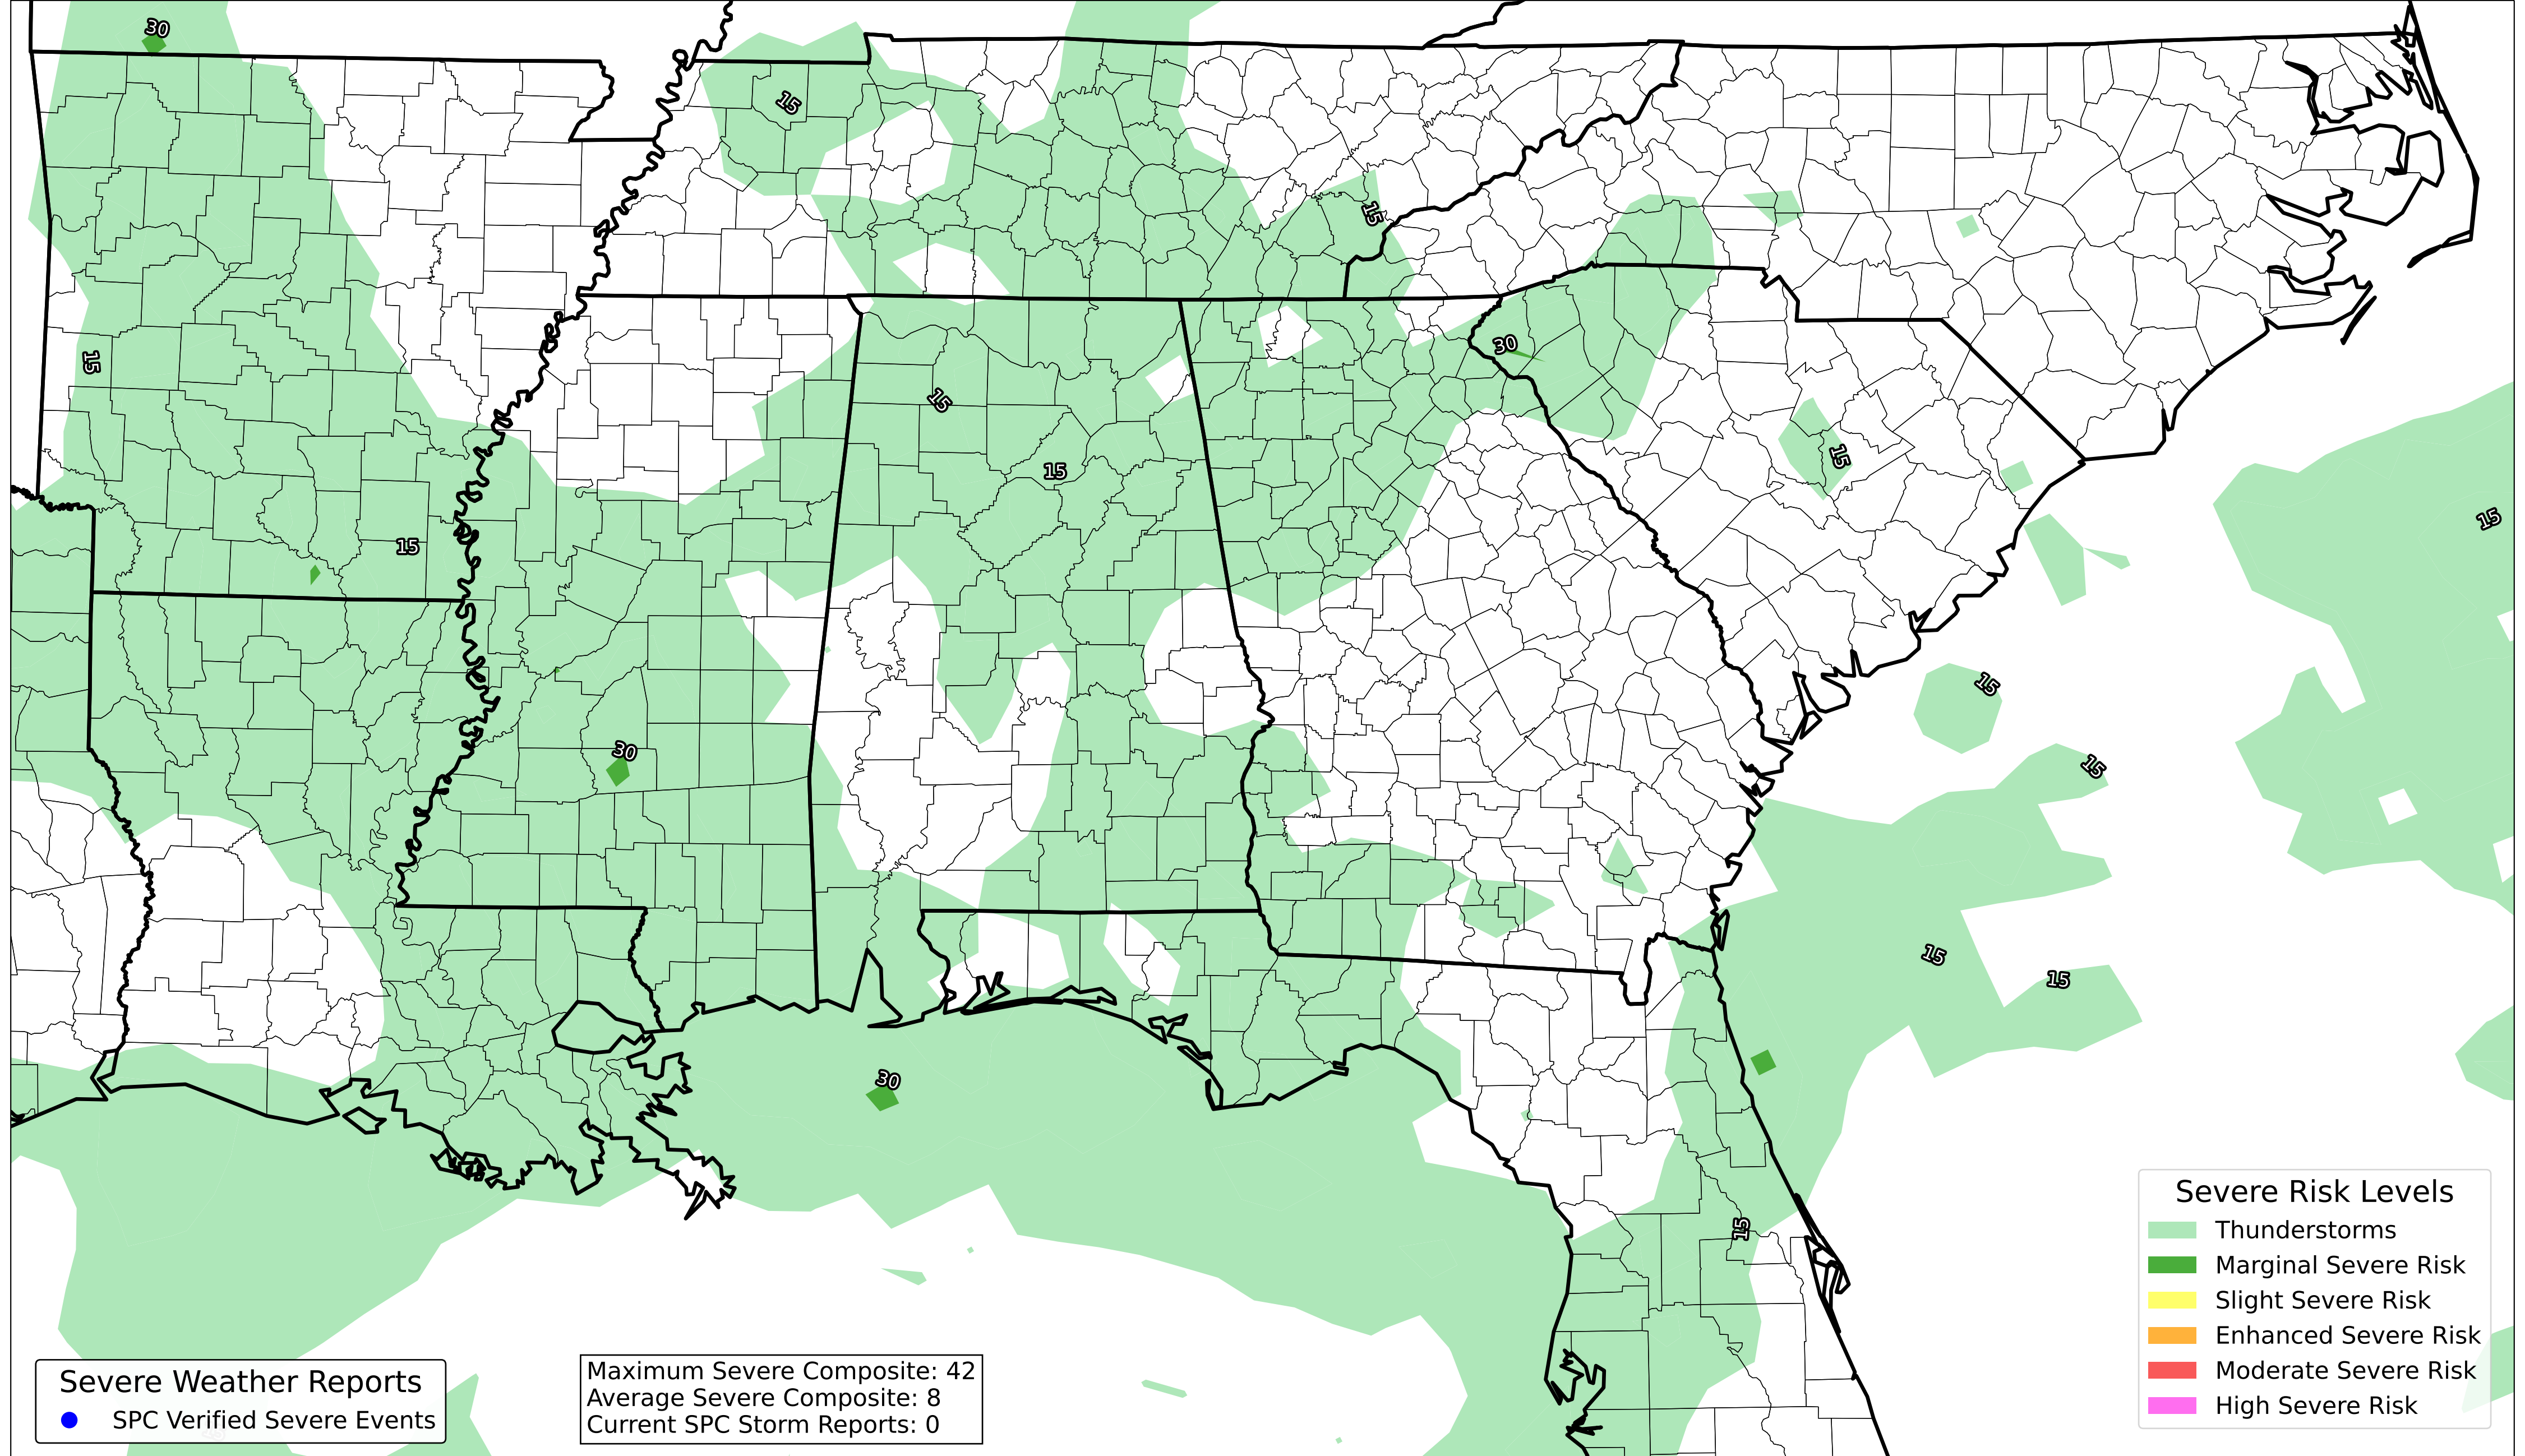 30
15
15
30
15
15
15
15
15
15
30
15
15
15
30
15
Severe Risk Levels
Thunderstorms
Marginal Severe Risk
Slight Severe Risk
Enhanced Severe Risk
Moderate Severe Risk
High Severe Risk
Severe Weather Reports
SPC Verified Severe Events
Maximum Severe Composite: 42
Average Severe Composite: 8
Current SPC Storm Reports: 0